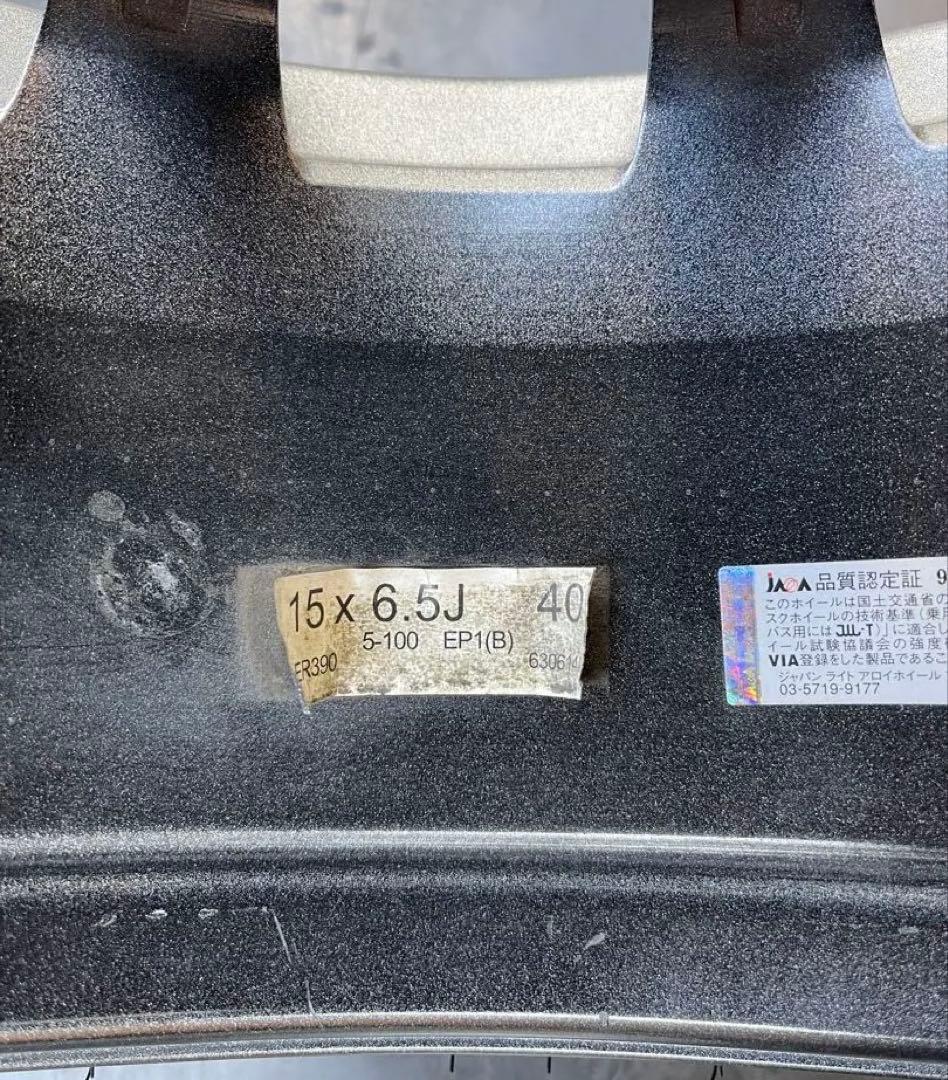 15 x 6.5J 40
5-100 EP1(B)
ER390 630614
JAWA 品質認定証 9
このホイールは国土交通省の
スクホイールの技術基準(乗
バス用には JWL-T)」に適合
イール試験協議会の強度
VIA登録をした製品であるこ
ジャパン ライト アロイホイール
03-5719-9177